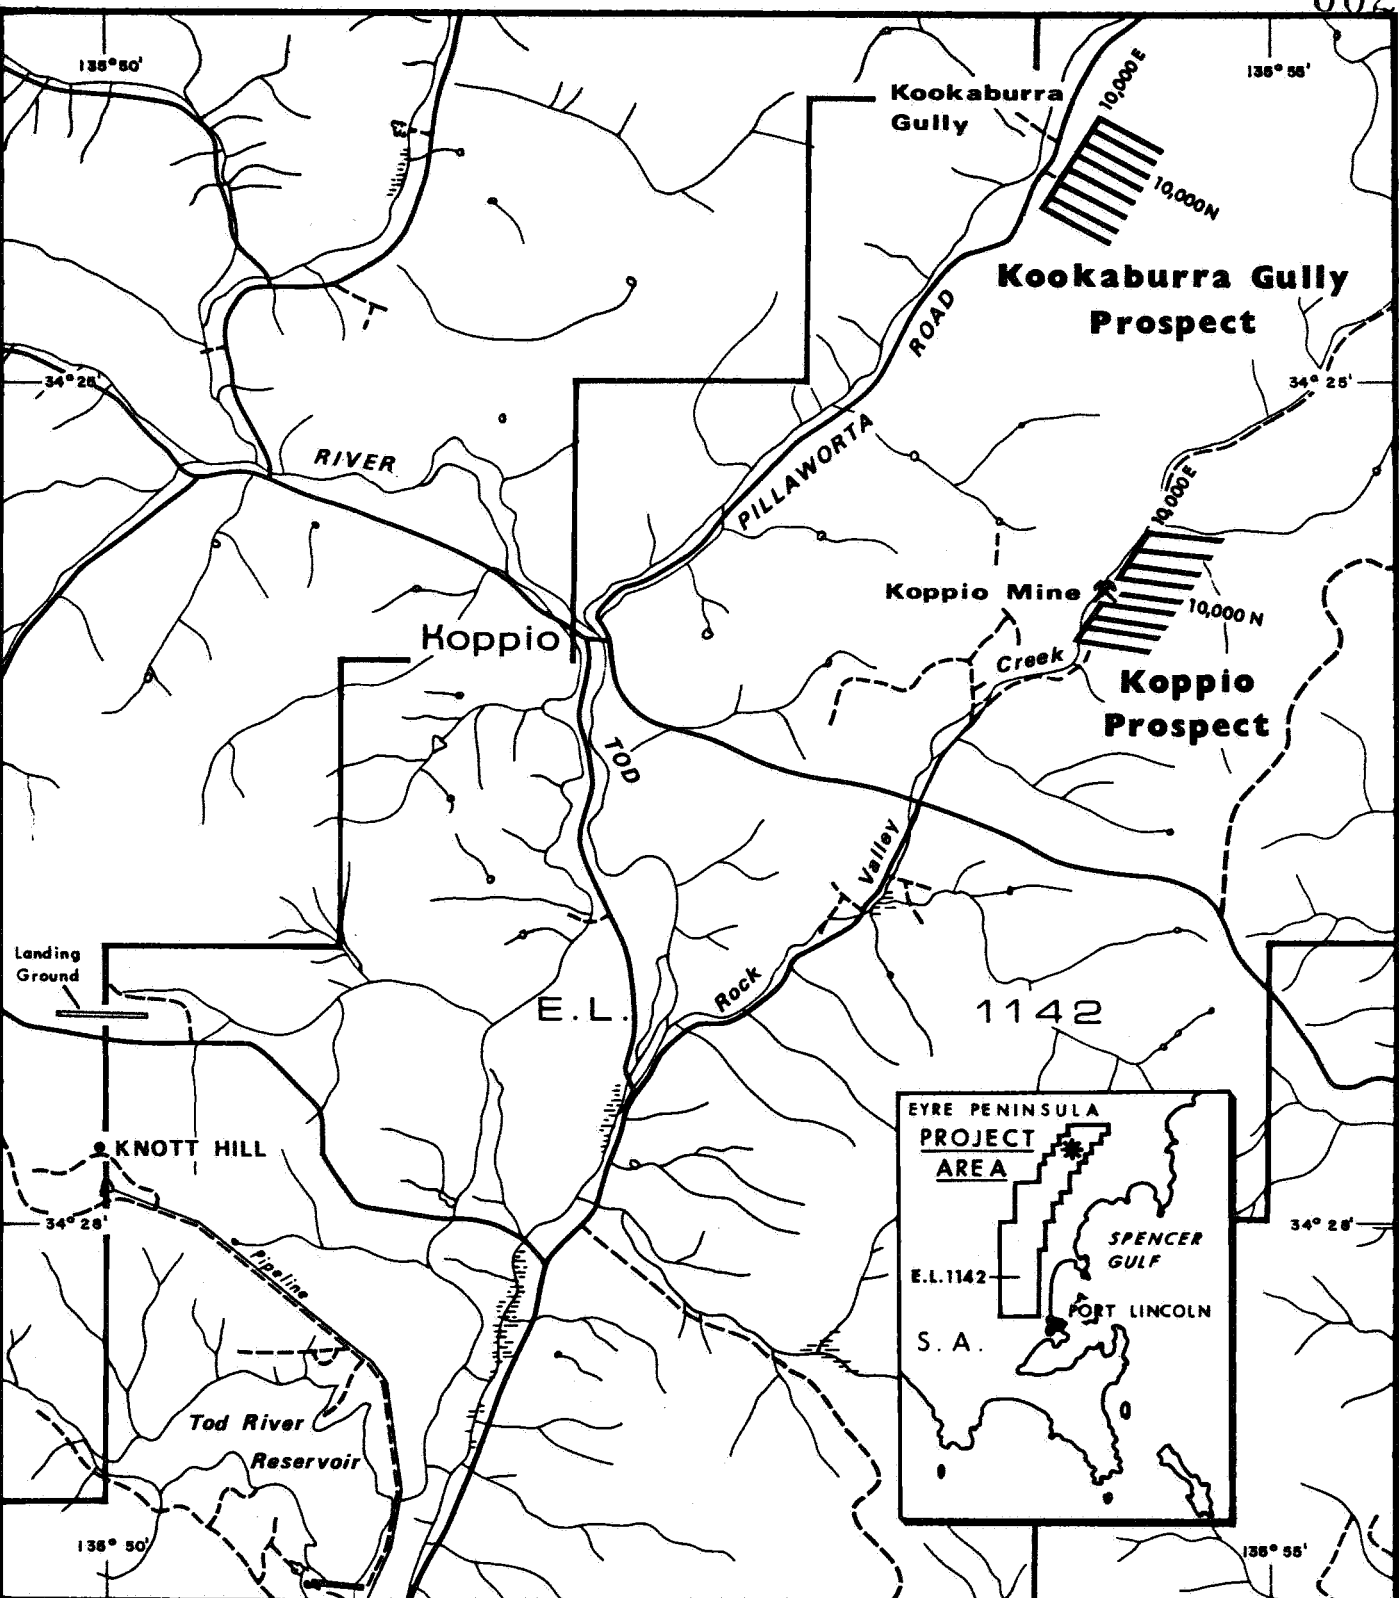 002
135° 50'
135° 55'
10,000E
Kookaburra
Gully
10,000N
Kookaburra Gully
Prospect
ROAD
34° 25'
34° 25'
RIVER
PILLAWORTA
10,000E
Koppio Mine
10,000 N
Koppio
Creek
Koppio
Prospect
TOD
Valley
Landing
Ground
Rock
E.L.
1142
EYRE PENINSULA
PROJECT
AREA
KNOTT HILL
34° 28'
34° 28'
SPENCER
GULF
Pipeline
E.L.1142
PORT LINCOLN
S.A.
Tod River
Reservoir
135° 50'
135° 55'